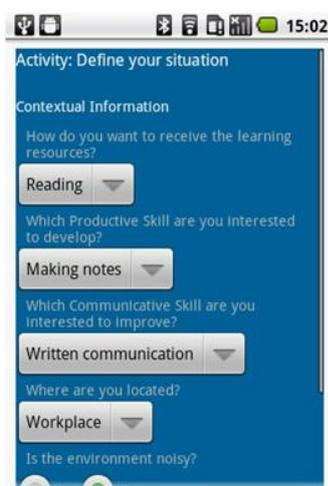 15:02
Activity: Define your situation
Contextual Information
How do you want to receive the learning
resources?
Reading
Which Productive Skill are you interested
to develop?
Making notes
Which Communicative Skill are you
interested to improve?
Written communication
Where are you located?
Workplace
Is the environment noisy?